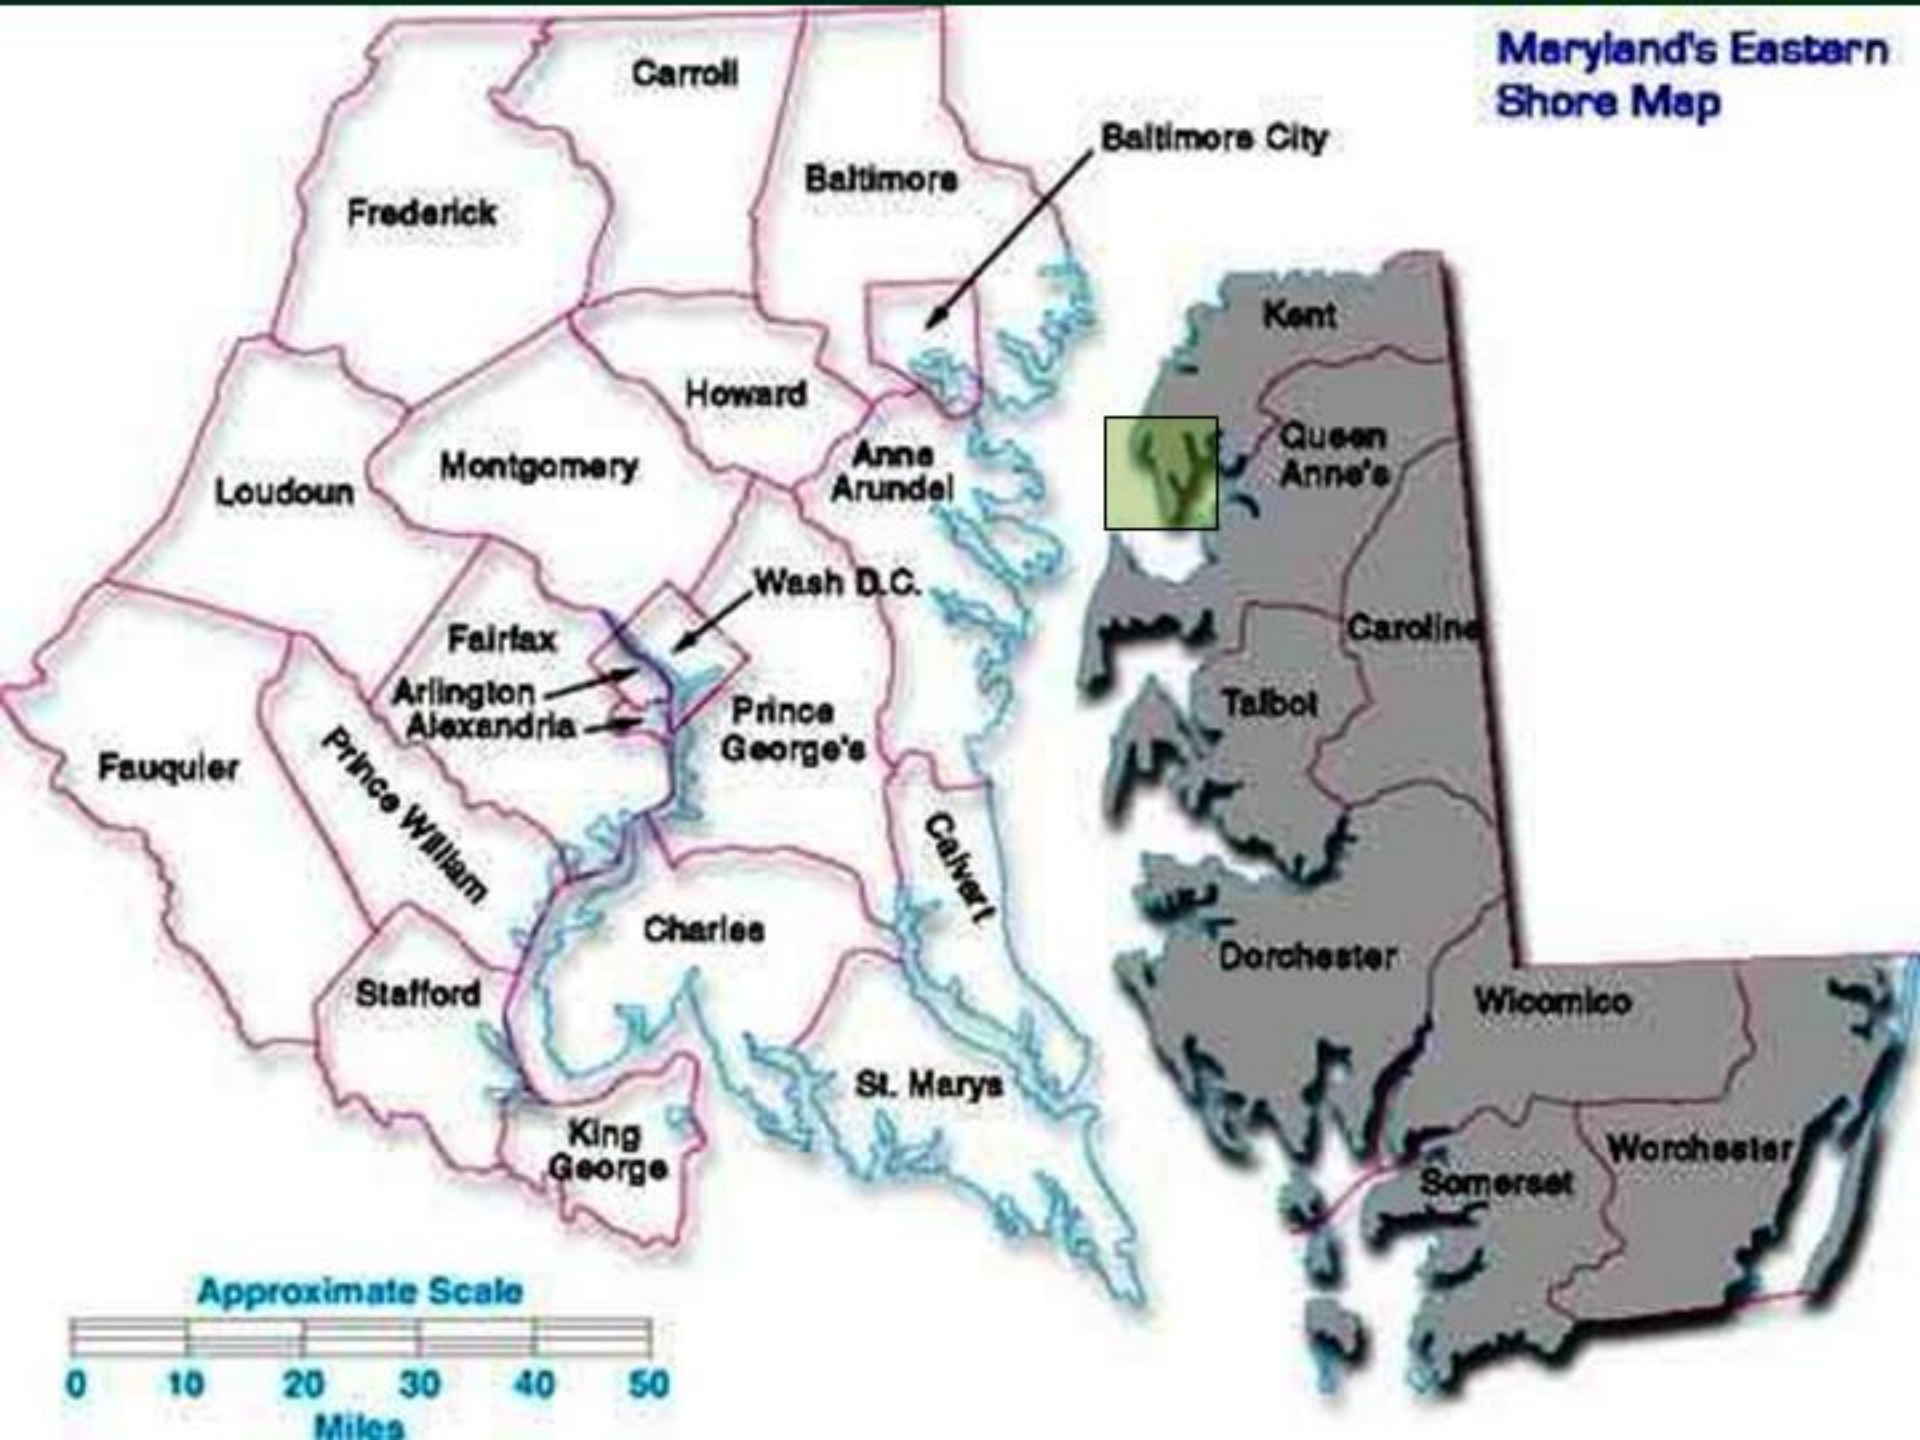 Maryland's Eastern
Shore Map
Carroll
Baltimore City
Baltimore
Frederick
Kent
Howard
Queen
Anne's
Anne
Arundel
Montgomery
Loudoun
Wash D.C.
Fairfax
Caroline
Arlington
Alexandria
Talbot
Prince
George's
Fauquier
Prince William
Calvert
Charles
Dorchester
Stafford
Wicomico
St. Marys
King
George
Worchester
Somerset
Approximate Scale
0 10 20 30 40 50
Miles